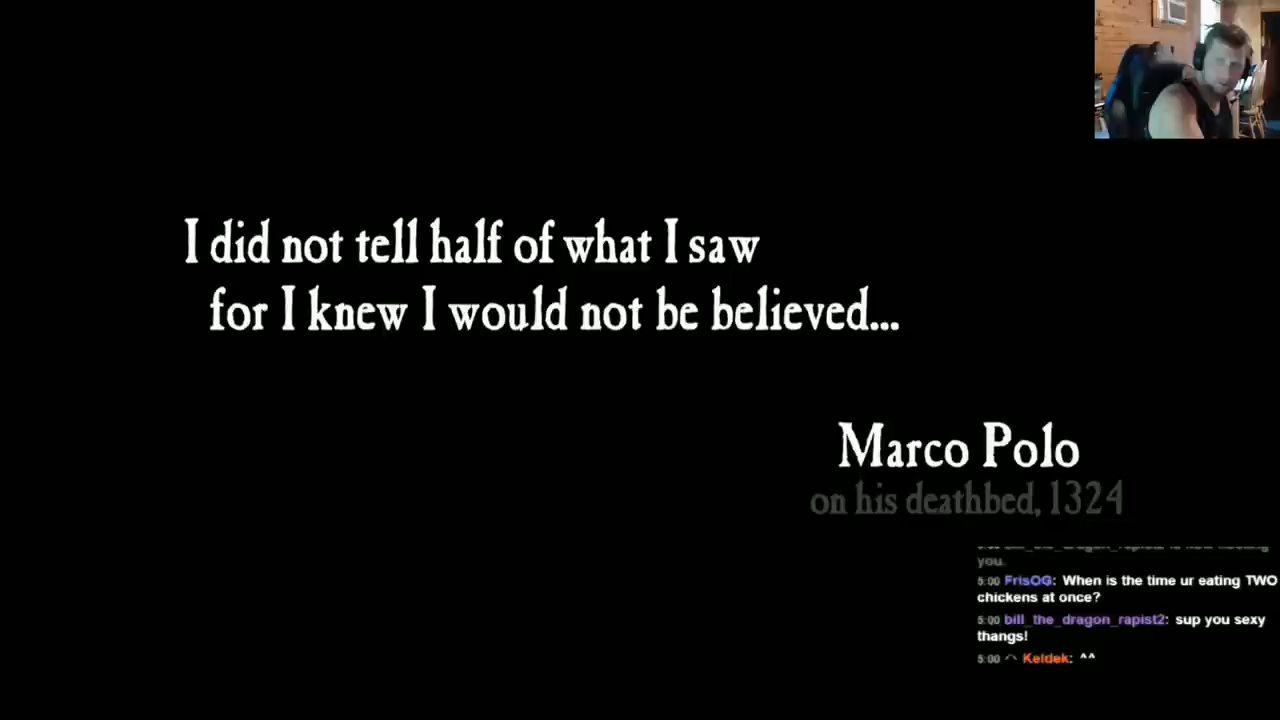 I did not tell half of what I saw
for I knew I would not be believed...
Marco Polo
on his deathbed, 1324
you.
5:00 FrisOG: When is the time ur eating TWO
chickens at once?
5:00 bill_the_dragon_rapist2: sup you sexy
thangs!
5:00 Keldek: ^^